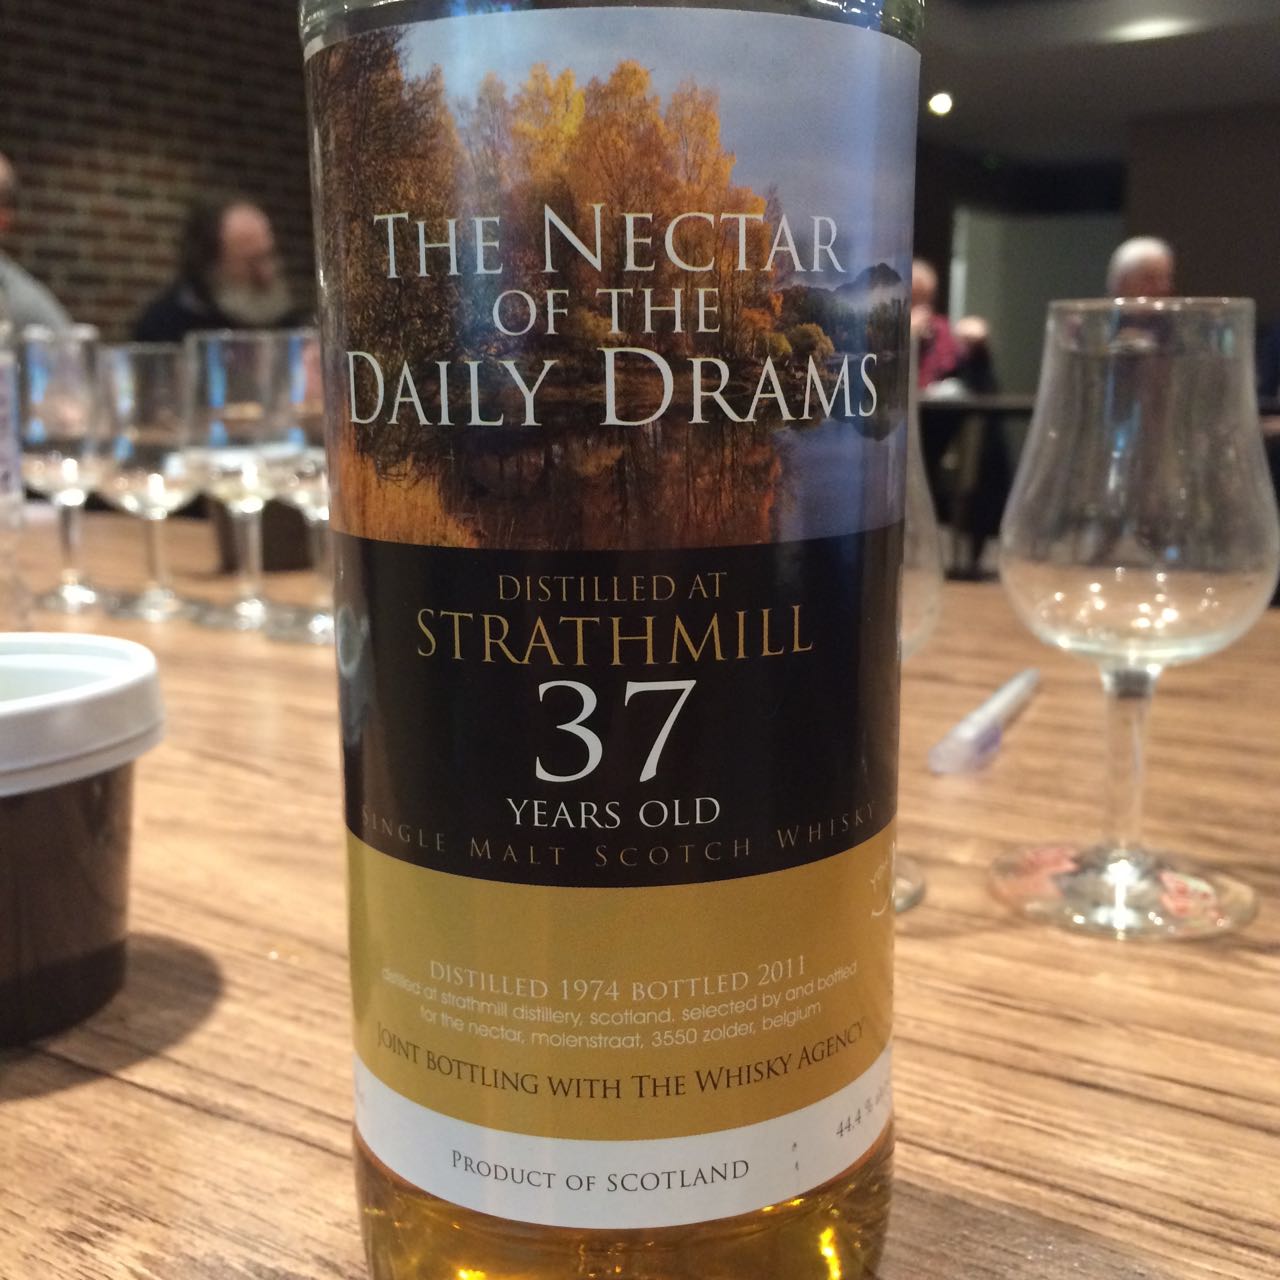 The Nectar
of the
Daily Drams
DISTILLED AT
STRATHMILL
37
YEARS OLD
Single Malt Scotch Whisky
DISTILLED 1974 BOTTLED 2011
distilled at strathmill distillery, scotland. selected by and bottled
for the nectar, molenstraat, 3550 zolder, belgium
Joint bottling with The Whisky Agency
44.4 %
Product of Scotland